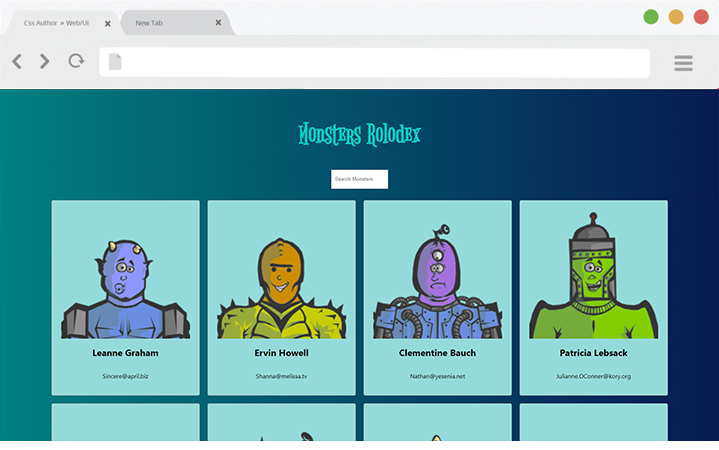 Css Author » Web/Ui
New Tab
Monsters Rolodex
Search Monsters
Leanne Graham
Ervin Howell
Clementine Bauch
Patricia Lebsack
Sincere@april.biz
Shanna@melissa.tv
Nathan@yesenia.net
Julianne.OConner@kory.org